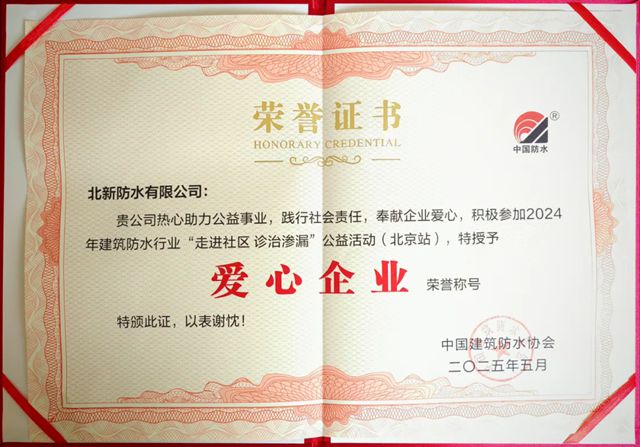 荣誉证书
HONORARY CREDENTIAL
®
中国防水
北新防水有限公司：
贵公司热心助力公益事业，践行社会责任，奉献企业爱心，积极参加2024
年建筑防水行业“走进社区 诊治渗漏”公益活动（北京站），特授予
爱心企业 荣誉称号
特颁此证，以表谢忱！
中国建筑防水协会
二〇二五年五月